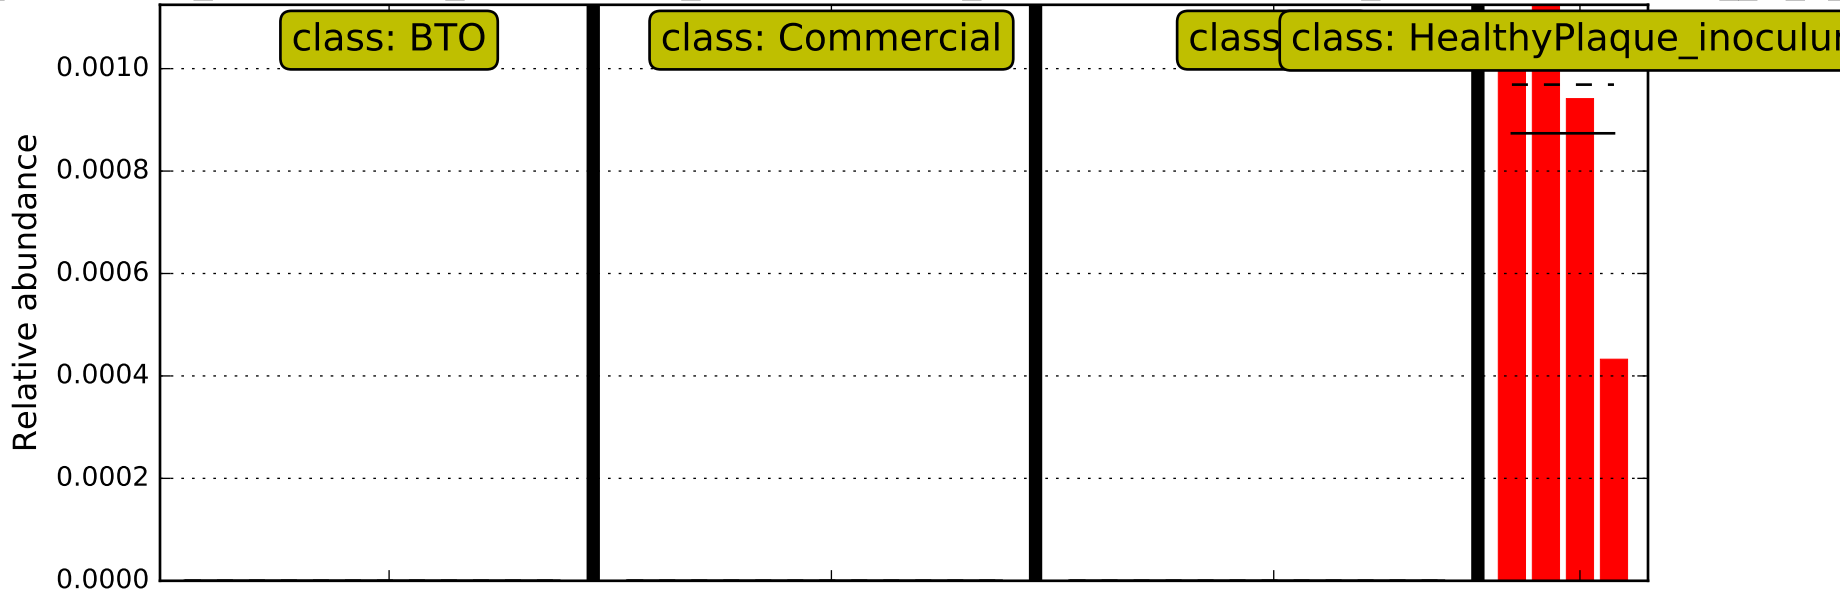 class: BTO
class: Commercial
class
class: HealthyPlaque_inoculu
0.0010
0.0008
0.0006
0.0004
0.0002
0.0000
Relative abundance